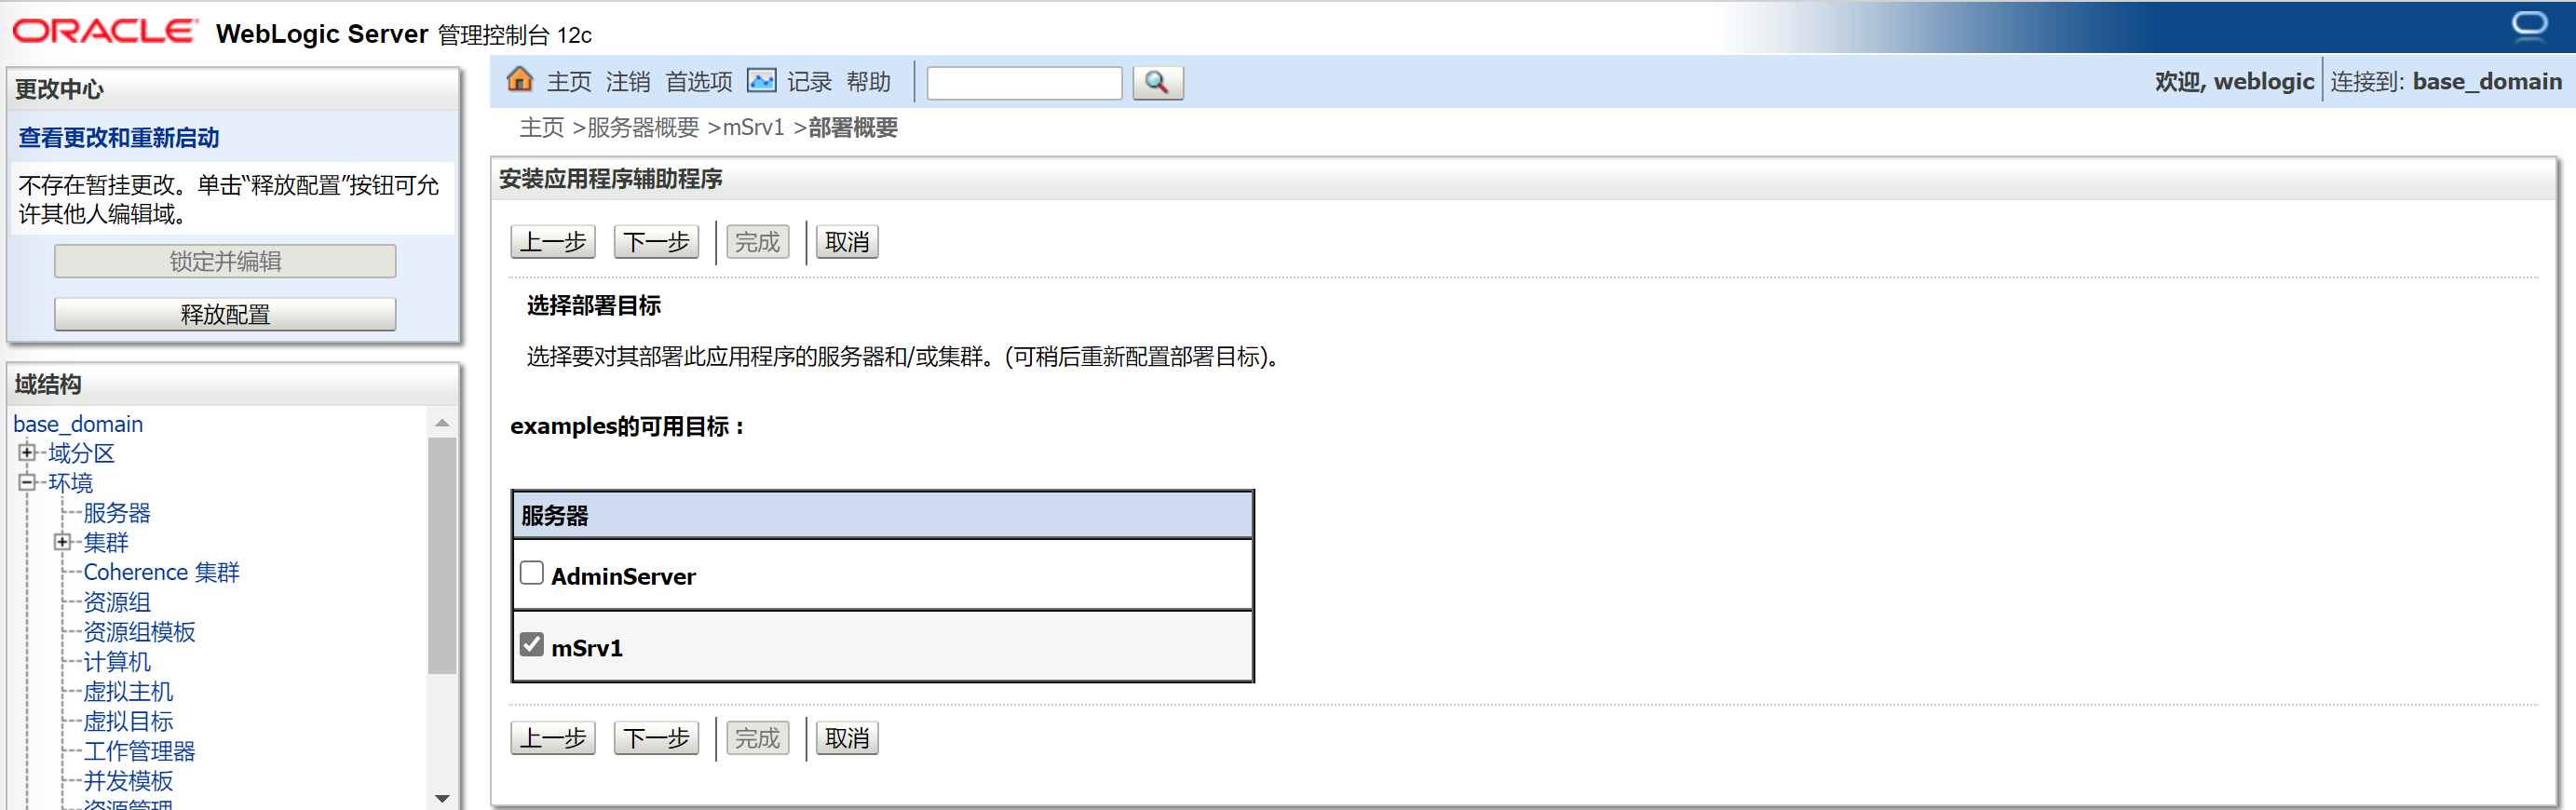 ORACLE WebLogic Server 管理控制台 12c
更改中心
查看更改和重新启动
不存在暂挂更改。单击“释放配置”按钮可允
许其他人编辑域。
锁定并编辑
释放配置
域结构
base_domain
域分区
环境
服务器
集群
Coherence 集群
资源组
资源组模板
计算机
虚拟主机
虚拟目标
工作管理器
并发模板
资源管理
主页 注销 首选项 记录 帮助
欢迎, weblogic 连接到: base_domain
主页 >服务器概要 >mSrv1 >部署概要
安装应用程序辅助程序
上一步 下一步 完成 取消
选择部署目标
选择要对其部署此应用程序的服务器和/或集群。(可稍后重新配置部署目标)。
examples的可用目标：
服务器
AdminServer
mSrv1
上一步 下一步 完成 取消